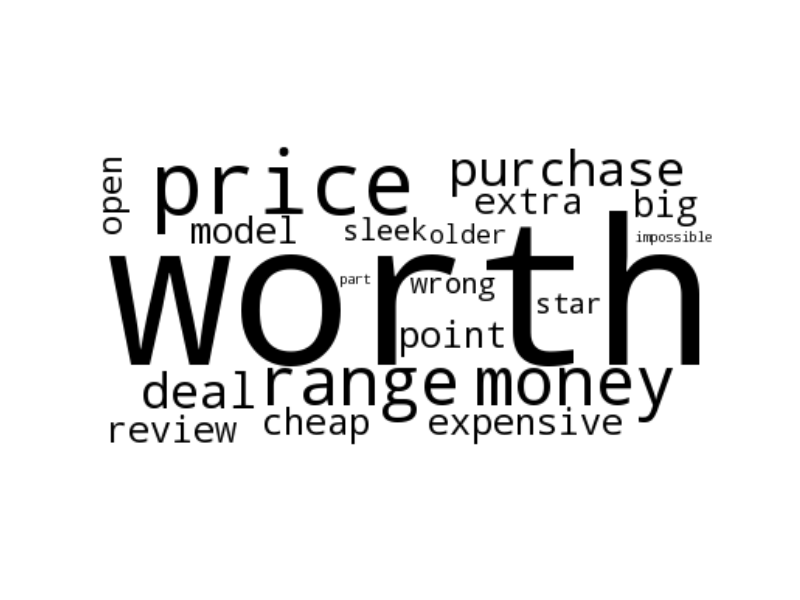 open
price
purchase
extra
big
model
sleek
older
impossible
worth
part
wrong
star
point
deal
range
money
review
cheap
expensive